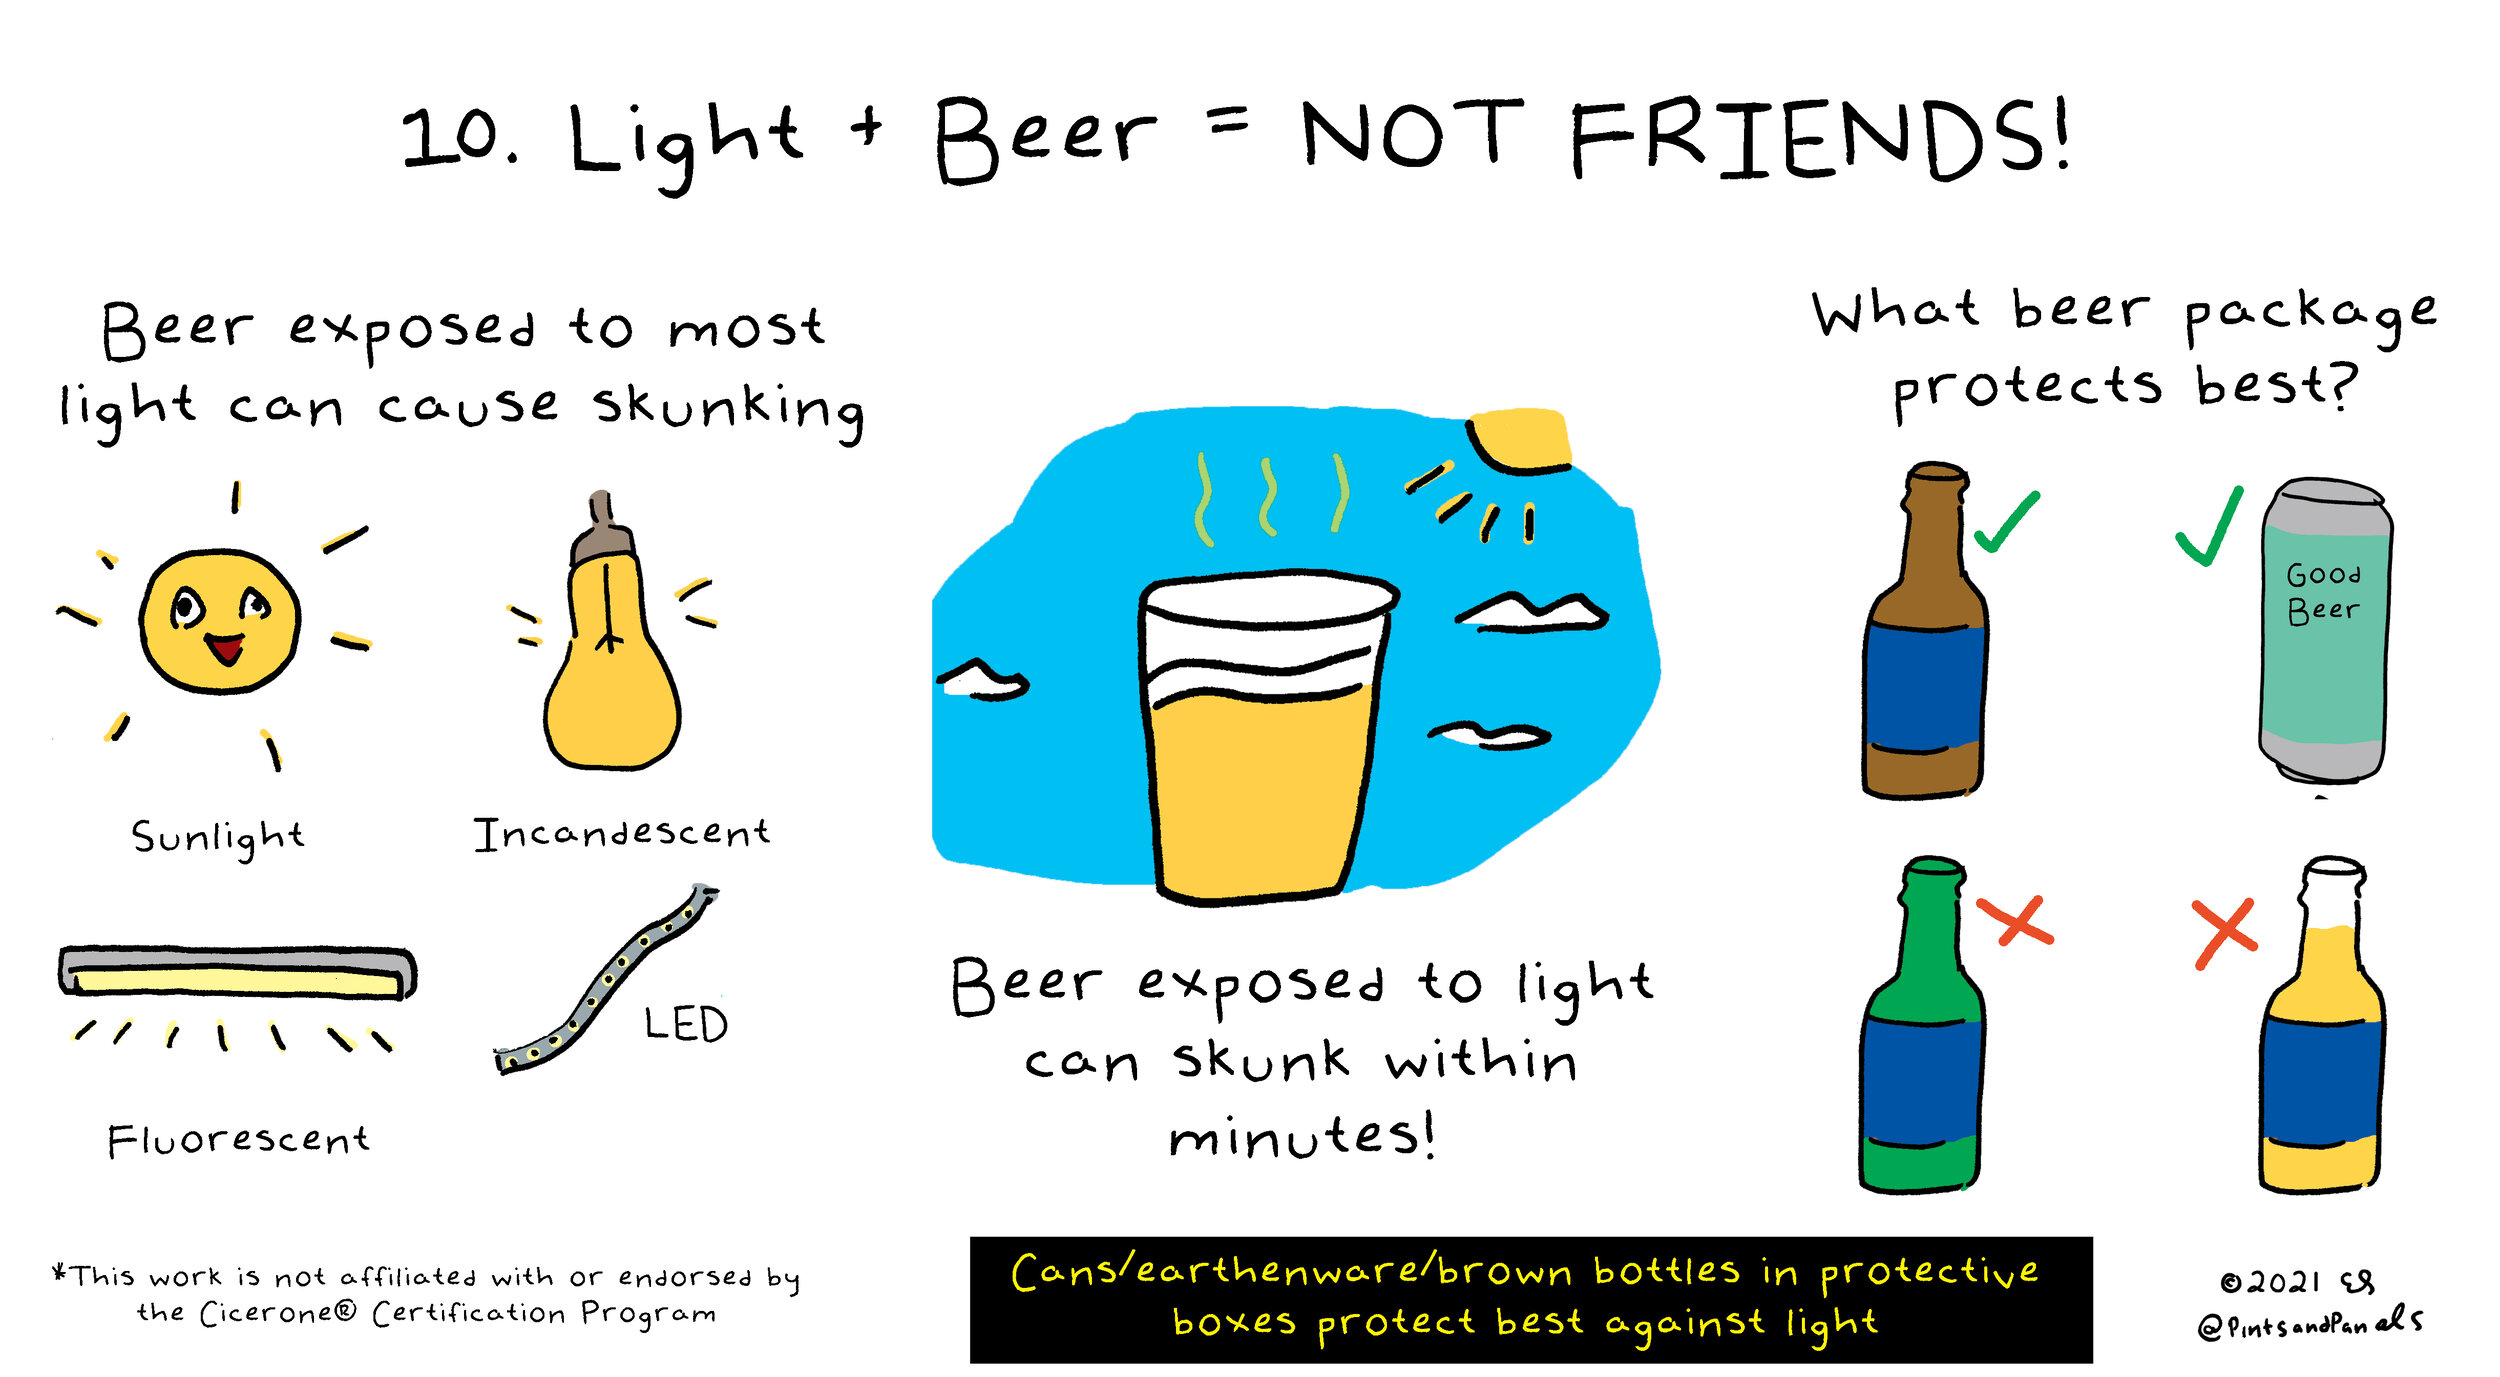 10. Light + Beer = NOT FRIENDS!
Beer exposed to most
light can cause skunking
Sunlight
Incandescent
Fluorescent
LED
Beer exposed to light
can skunk within
minutes!
What beer package
protects best?
Good
Beer
*This work is not affiliated with or endorsed by
the Cicerone® Certification Program
Cans/earthenware/brown bottles in protective
boxes protect best against light
©2021 ES
@PintsandPanels